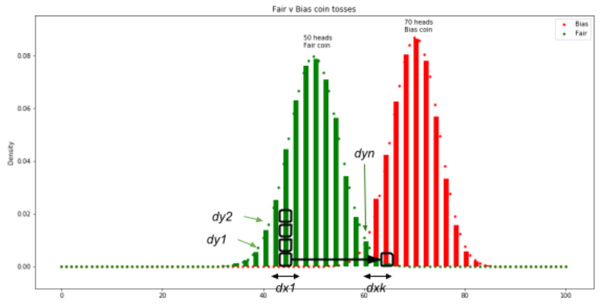 Fair v Bias coin tosses
70 heads
Bias coin
50 heads
Fair coin
Bias
Fair
0.08
0.06
0.04
0.02
0.00
Density
dyn
dy2
dy1
0
20
40
60
80
100
dx1
dxk